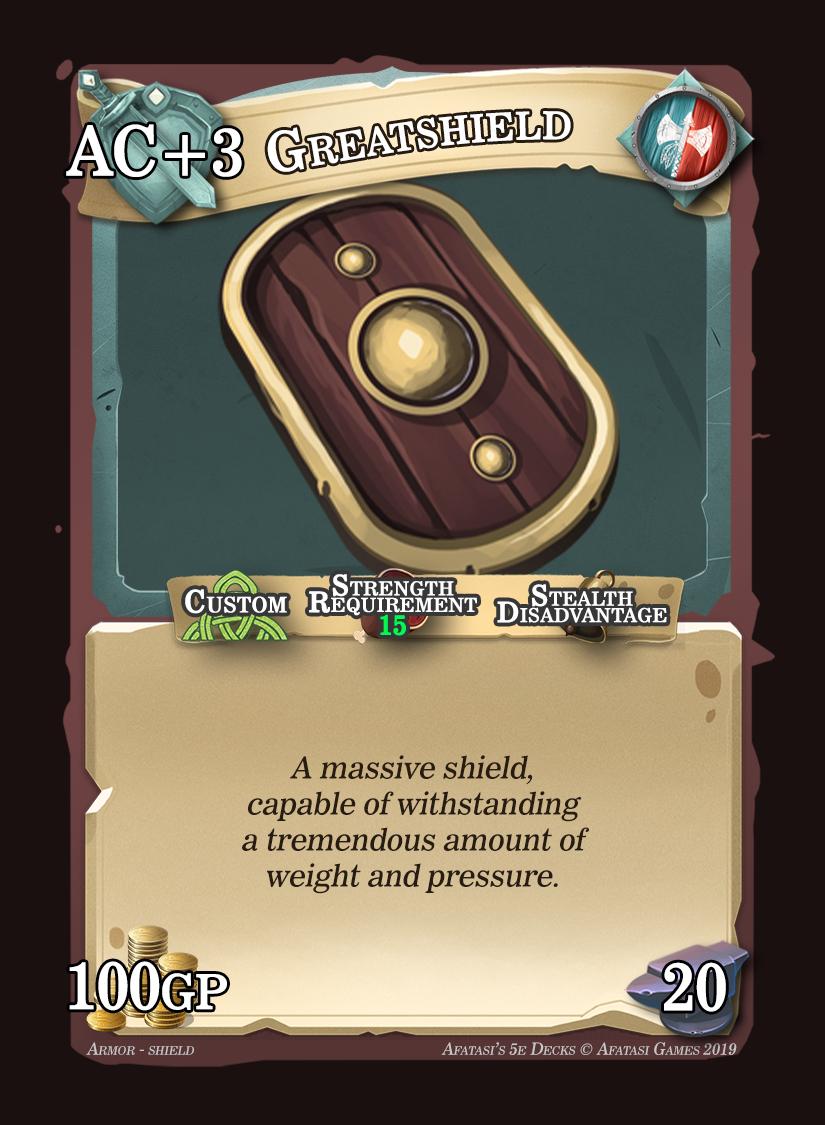 AC+3 Greatshield
Custom
Strength
Requirement
15
Stealth
Disadvantage
A massive shield,
capable of withstanding
a tremendous amount of
weight and pressure.
100GP
20
Armor - shield
Afatasi's 5e Decks © Afatasi Games 2019